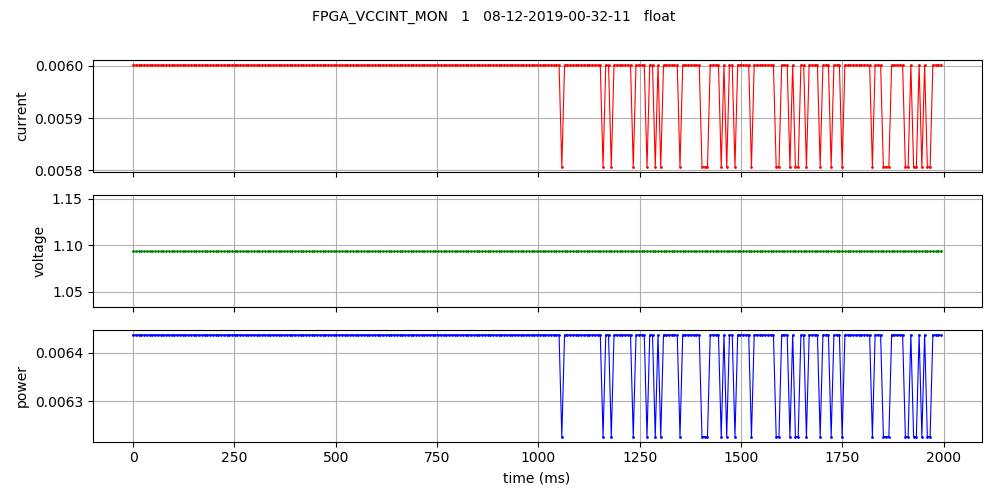 FPGA_VCCINT_MON 1 08-12-2019-00-32-11 float
0.0060
0.0059
0.0058
current
1.15
1.10
1.05
voltage
0.0064
0.0063
power
0 250 500 750 1000 1250 1500 1750 2000
time (ms)